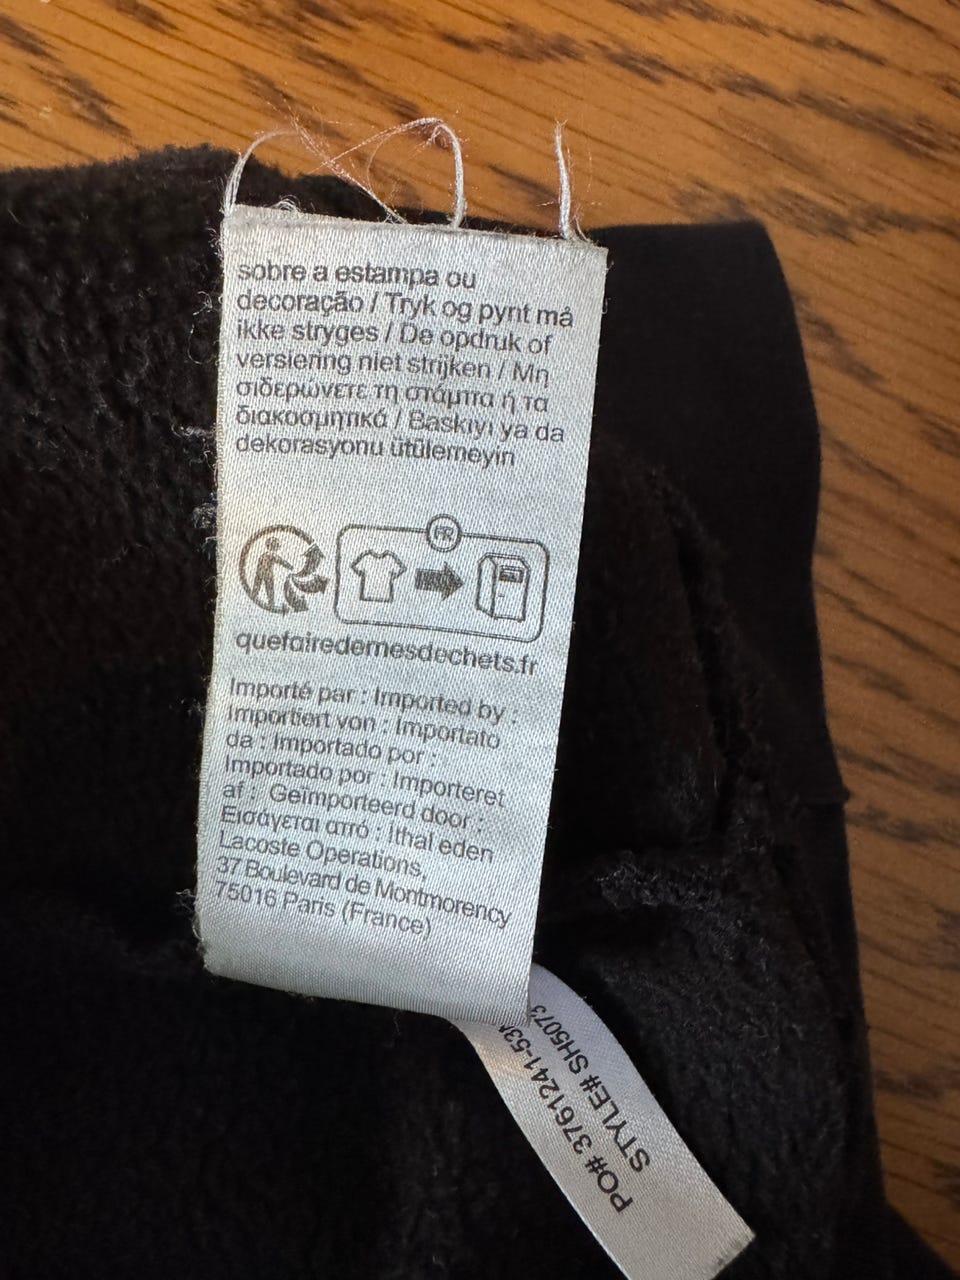 sobre a estampa ou
decoração / Tryk og pynt må
ikke stryges / De opdruk of
versiering niet strijken / Μη
σιδερώνετε τη στάμπα ή τα
διακοσμητικά / Baskıyı ya da
dekorasyonu ütülemeyin
FR
quefairedemesdechets.fr
Importé par : Imported by :
Importiert von : Importato
da : Importado por :
Importado por : Importeret
af : Geïmporteerd door :
Εισάγεται από : Ithal eden
Lacoste Operations,
37 Boulevard de Montmorency
75016 Paris (France)
PO# 3761241-53
STYLE# SH5073